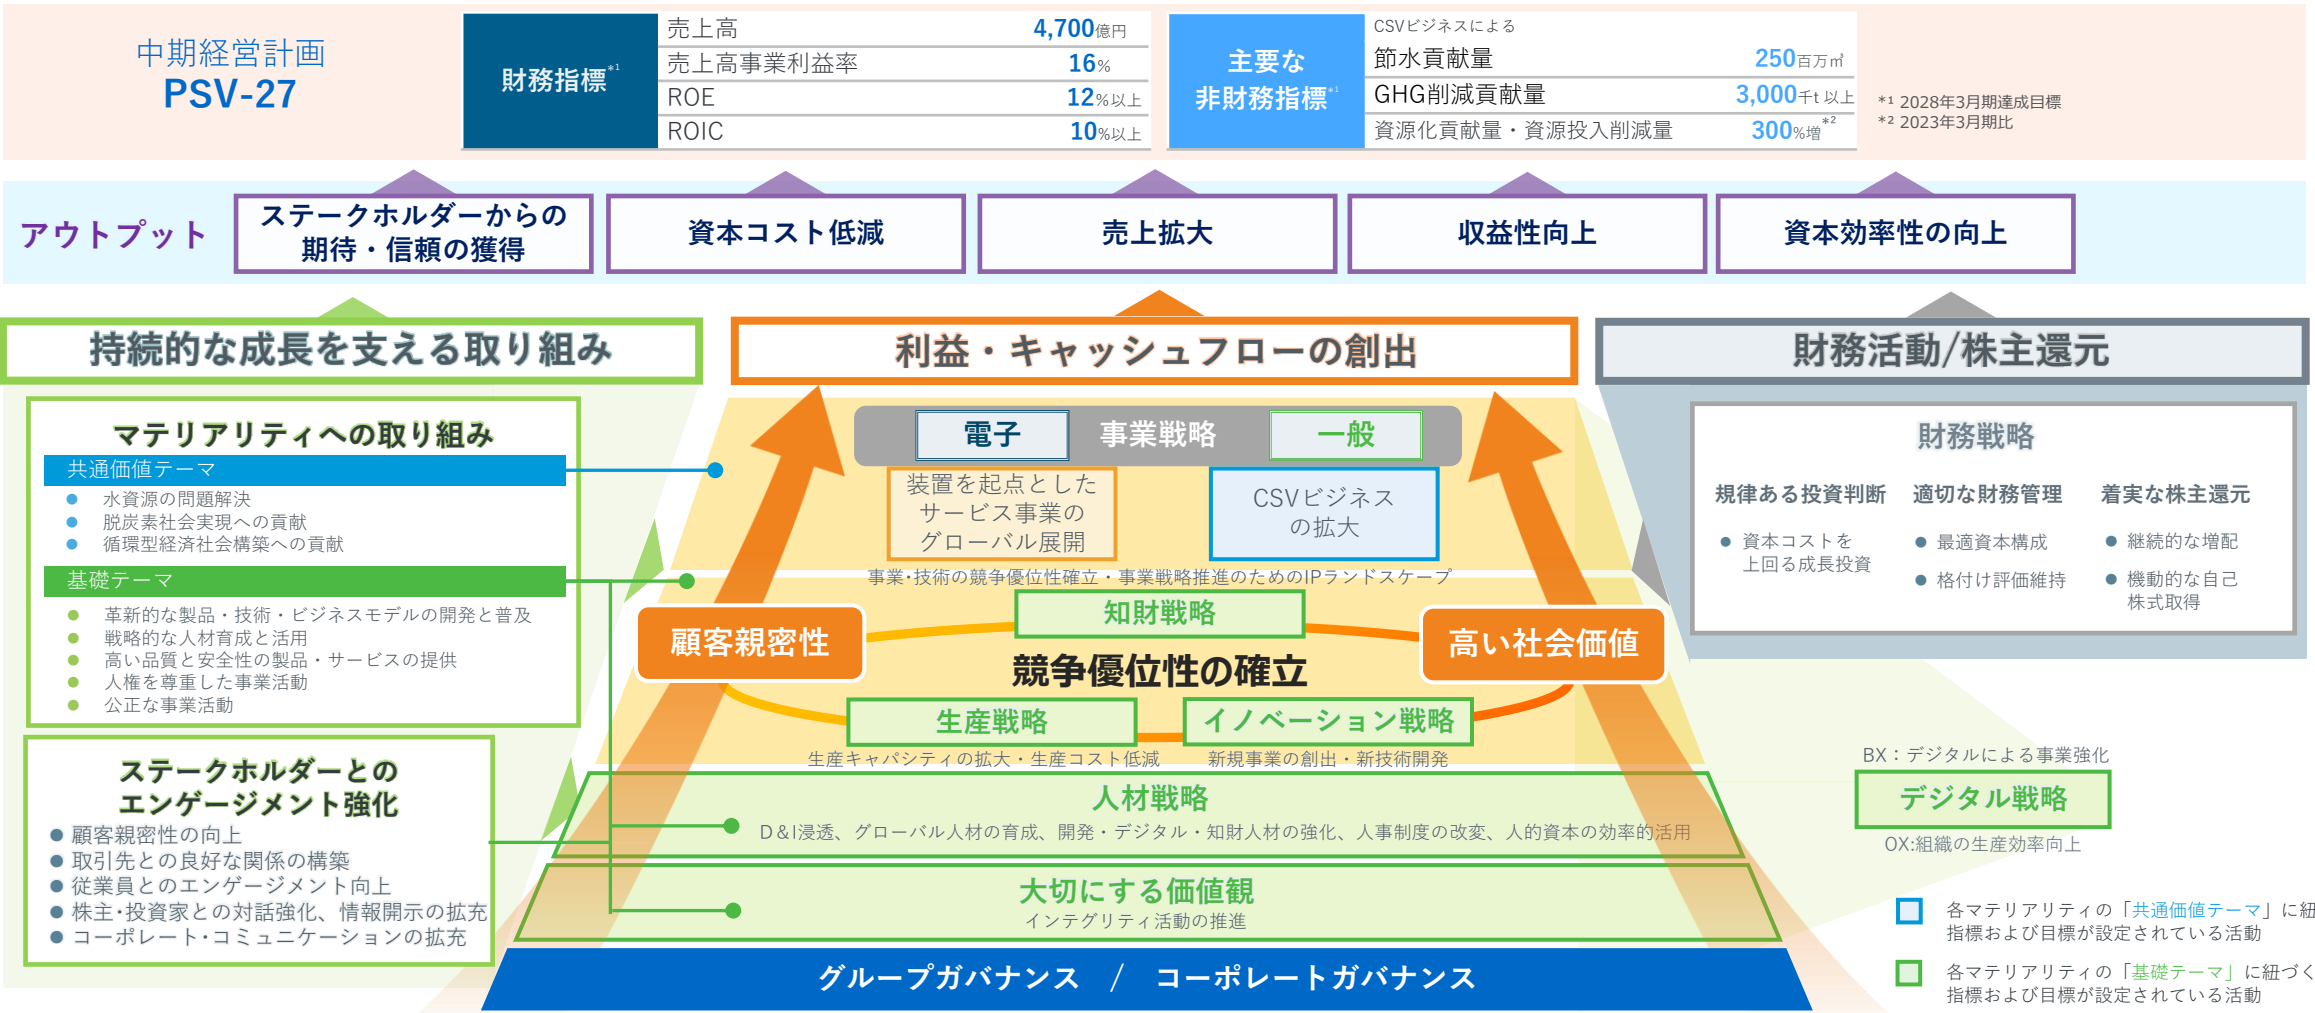 中期経営計画
PSV-27
財務指標*1
売上高 4,700億円
売上高事業利益率 16%
ROE 12%以上
ROIC 10%以上
主要な
非財務指標*1
CSVビジネスによる
節水貢献量 250百万㎥
GHG削減貢献量 3,000千t 以上
資源化貢献量・資源投入削減量 300%増*2
*1 2028年3月期達成目標
*2 2023年3月期比
アウトプット
ステークホルダーからの
期待・信頼の獲得
資本コスト低減
売上拡大
収益性向上
資本効率性の向上
持続的な成長を支える取り組み
マテリアリティへの取り組み
共通価値テーマ
水資源の問題解決
脱炭素社会実現への貢献
循環型経済社会構築への貢献
基礎テーマ
革新的な製品・技術・ビジネスモデルの開発と普及
戦略的な人材育成と活用
高い品質と安全性の製品・サービスの提供
人権を尊重した事業活動
公正な事業活動
ステークホルダーとの
エンゲージメント強化
顧客親密性の向上
取引先との良好な関係の構築
従業員とのエンゲージメント向上
株主・投資家との対話強化、情報開示の拡充
コーポレート・コミュニケーションの拡充
利益・キャッシュフローの創出
電子 事業戦略 一般
装置を起点とした
サービス事業の
グローバル展開
CSVビジネス
の拡大
事業・技術の競争優位性確立・事業戦略推進のためのIPランドスケープ
知財戦略
顧客親密性
高い社会価値
競争優位性の確立
生産戦略
イノベーション戦略
生産キャパシティの拡大・生産コスト低減
新規事業の創出・新技術開発
人材戦略
D&I浸透、グローバル人材の育成、開発・デジタル・知財人材の強化、人事制度の改変、人的資本の効率的活用
大切にする価値観
インテグリティ活動の推進
グループガバナンス / コーポレートガバナンス
財務活動/株主還元
財務戦略
規律ある投資判断
資本コストを
上回る成長投資
適切な財務管理
最適資本構成
格付け評価維持
着実な株主還元
継続的な増配
機動的な自己
株式取得
BX：デジタルによる事業強化
デジタル戦略
OX:組織の生産効率向上
各マテリアリティの「共通価値テーマ」に紐
指標および目標が設定されている活動
各マテリアリティの「基礎テーマ」に紐づく
指標および目標が設定されている活動